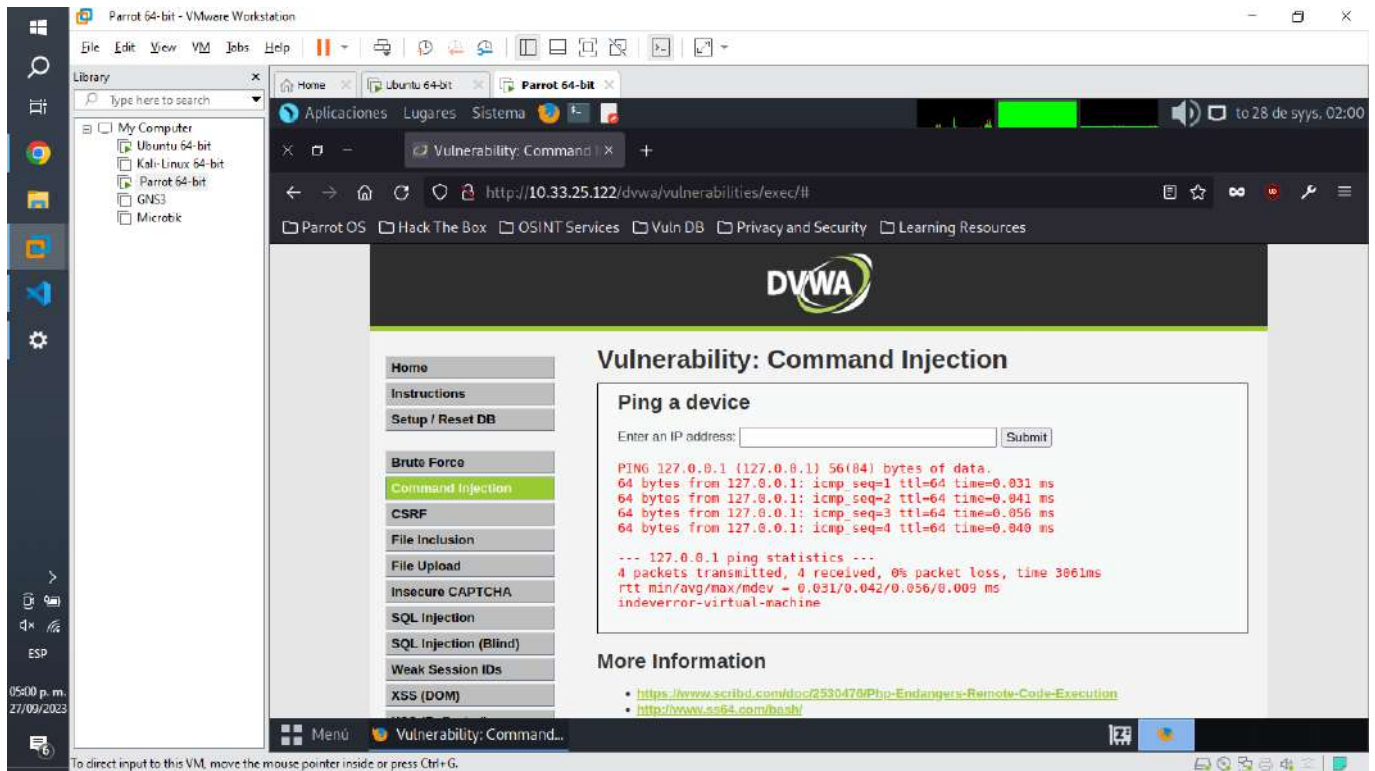 Parrot 64-bit - VMware Workstation
File Edit View VM Tabs Help
Library
Type here to search
My Computer
Ubuntu 64-bit
Kali-Linux 64-bit
Parrot 64-bit
GNS3
Microtik
Home Ubuntu 64-bit Parrot 64-bit
Aplicaciones Lugares Sistema to 28 de syys, 02:00
Vulnerability: Command I
http://10.33.25.122/dvwa/vulnerabilities/exec/#
Parrot OS Hack The Box OSINT Services Vuln DB Privacy and Security Learning Resources
DVWA
Home
Instructions
Setup / Reset DB
Brute Force
Command Injection
CSRF
File Inclusion
File Upload
Insecure CAPTCHA
SQL Injection
SQL Injection (Blind)
Weak Session IDs
XSS (DOM)
Vulnerability: Command Injection
Ping a device
Enter an IP address: Submit
PING 127.0.0.1 (127.0.0.1) 56(84) bytes of data.
64 bytes from 127.0.0.1: icmp_seq=1 ttl=64 time=0.031 ms
64 bytes from 127.0.0.1: icmp_seq=2 ttl=64 time=0.041 ms
64 bytes from 127.0.0.1: icmp_seq=3 ttl=64 time=0.056 ms
64 bytes from 127.0.0.1: icmp_seq=4 ttl=64 time=0.040 ms
--- 127.0.0.1 ping statistics ---
4 packets transmitted, 4 received, 0% packet loss, time 3061ms
rtt min/avg/max/mdev = 0.031/0.042/0.056/0.009 ms
indeverror-virtual-machine
More Information
https://www.scribd.com/doc/2530476/Php-Endangers-Remote-Code-Execution
http://www.ss64.com/bash/
Menú Vulnerability: Command...
To direct input to this VM, move the mouse pointer inside or press Ctrl+G.
ESP
05:00 p. m.
27/09/2023
6